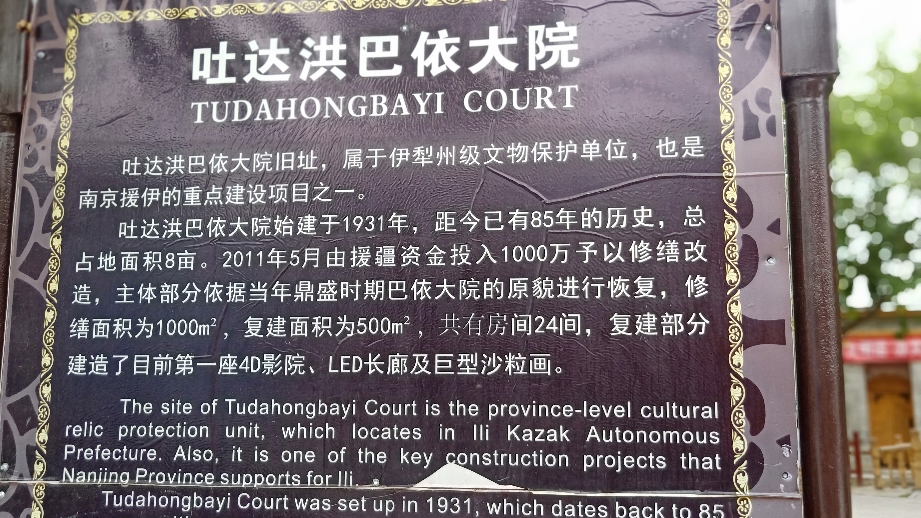 吐达洪巴依大院
TUDAHONGBAYI COURT
吐达洪巴依大院旧址，属于伊犁州级文物保护单位，也是
南京援伊的重点建设项目之一。
吐达洪巴依大院始建于1931年，距今已有85年的历史，总
占地面积8亩。2011年5月由援疆资金投入1000万予以修缮改
造，主体部分依据当年鼎盛时期巴依大院的原貌进行恢复，修
缮面积为1000㎡，复建面积为500㎡，共有房间24间，复建部分
建造了目前第一座4D影院、LED长廊及巨型沙粒画。
The site of Tudahongbayi Court is the province-level cultural
relic protection unit, which locates in Ili Kazak Autonomous
Prefecture. Also, it is one of the key construction projects that
Nanjing Province supports for Ili.
Tudahongbayi Court was set up in 1931, which dates back to 85